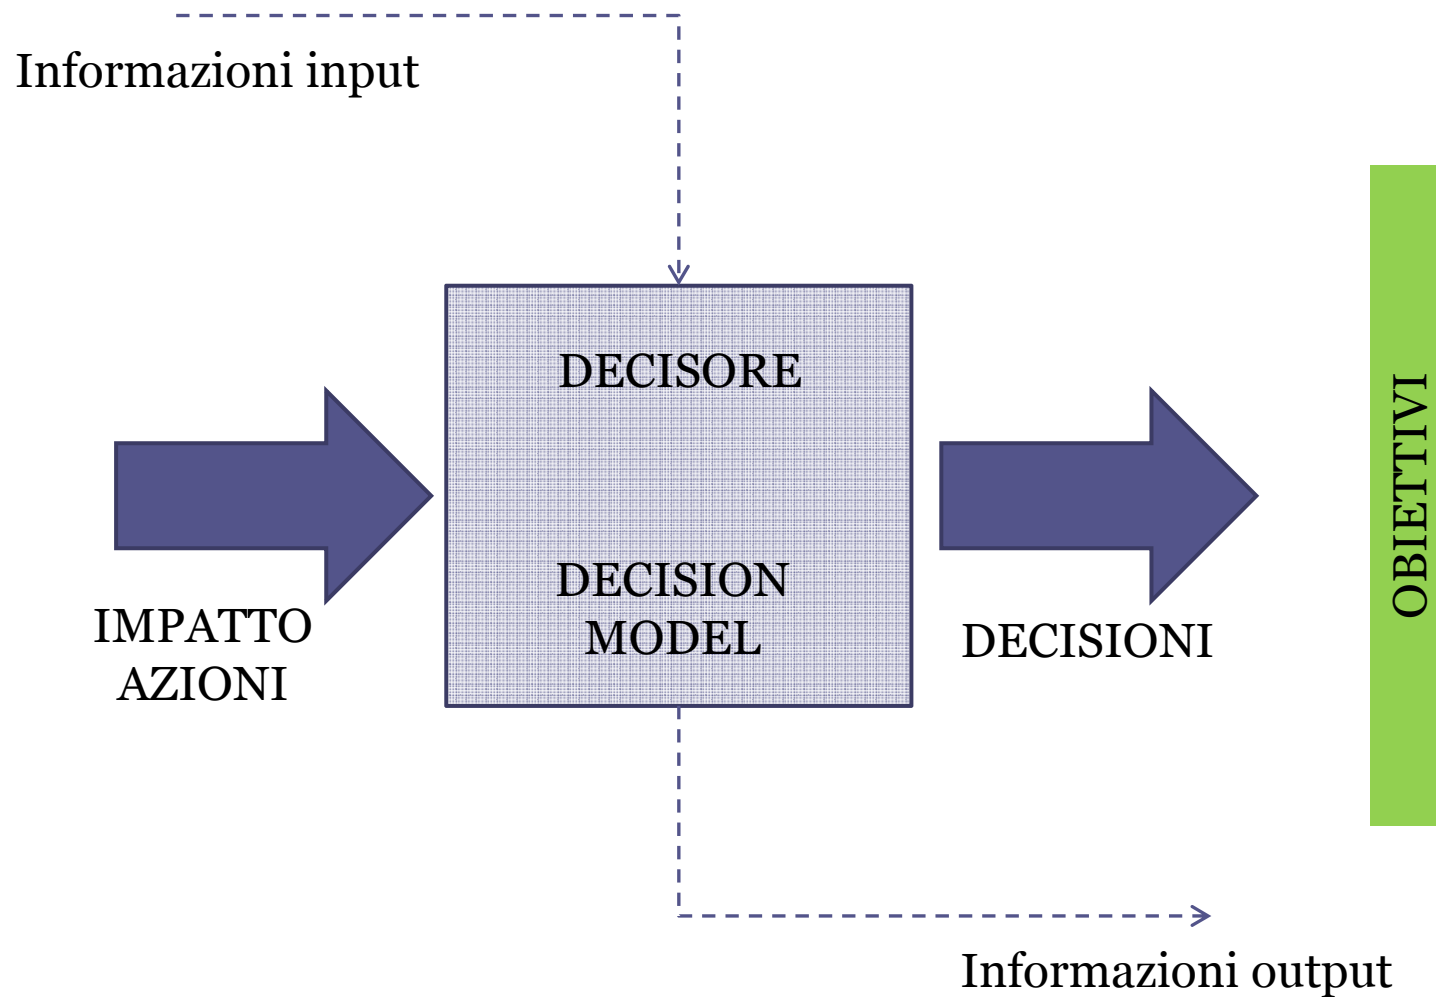 Informazioni input
DECISORE
DECISION
MODEL
IMPATTO
AZIONI
DECISIONI
OBIETTIVI
Informazioni output